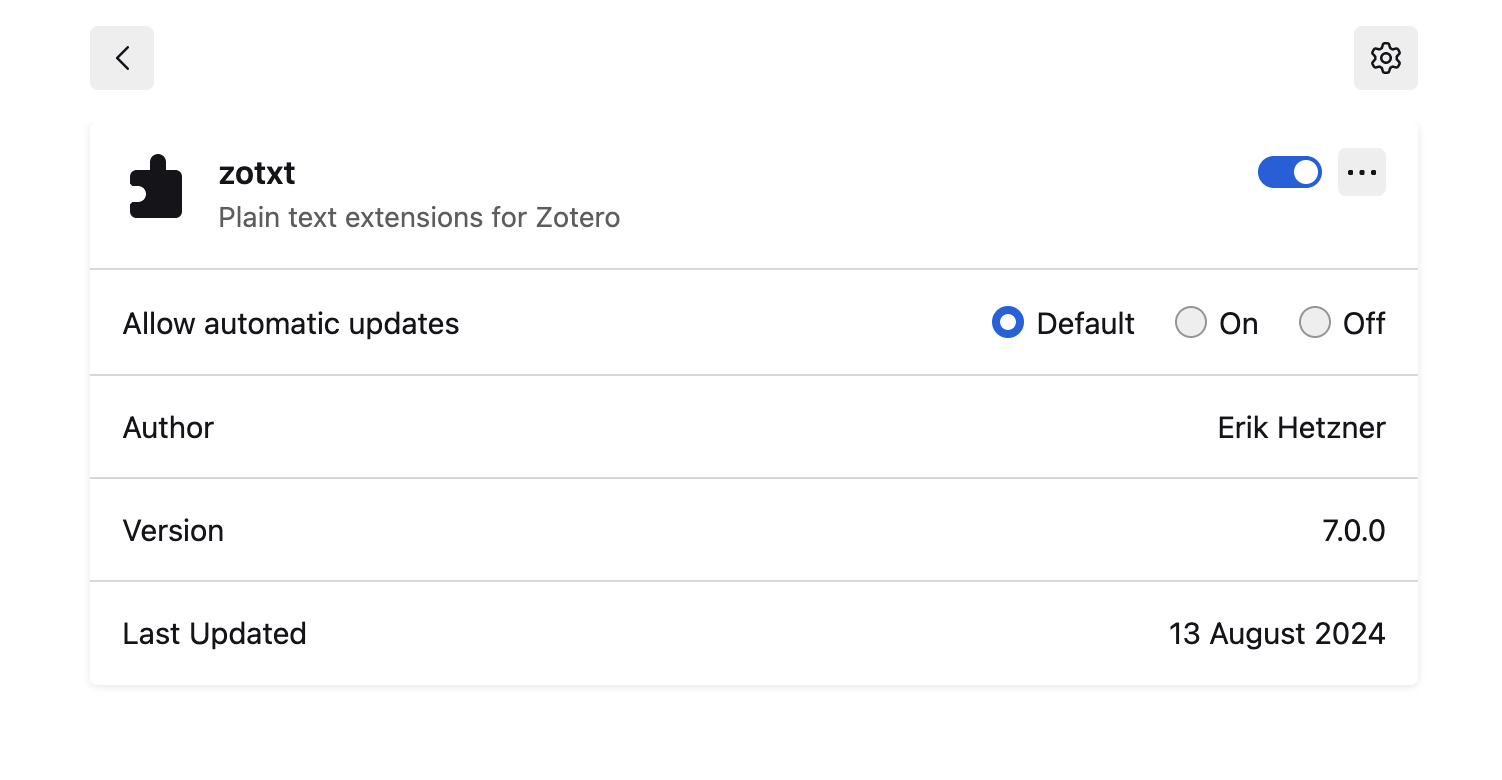 zotxt
Plain text extensions for Zotero
Allow automatic updates Default On Off
Author Erik Hetzner
Version 7.0.0
Last Updated 13 August 2024